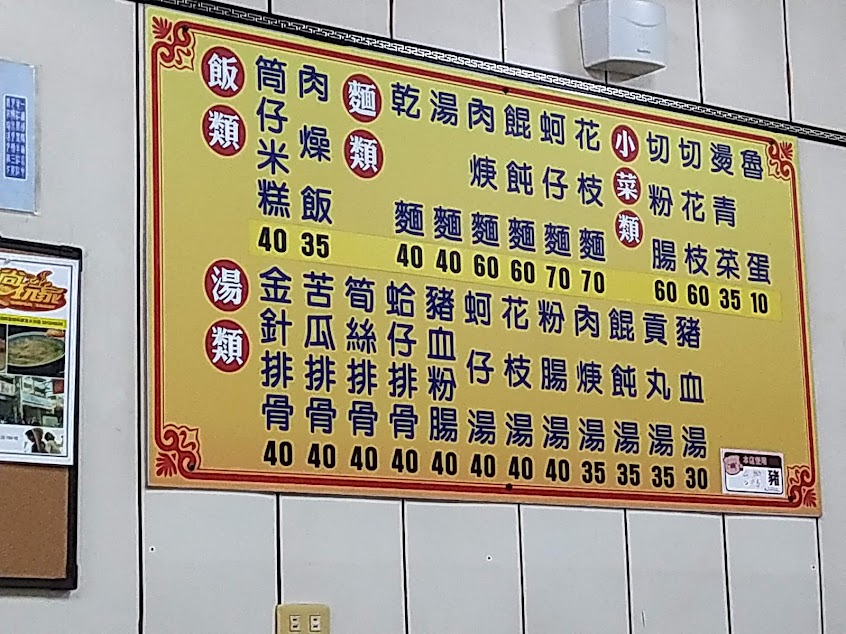 飯類
筒仔米糕 40
肉燥飯 35
麵類
乾麵 40
湯麵 40
肉焿麵 60
餛飩麵 60
蚵仔麵 70
花枝麵 70
小菜類
切粉腸 60
切花枝 60
燙青菜 35
魯蛋 10
湯類
金針排骨 40
苦瓜排骨 40
筍絲排骨 40
蛤仔排骨 40
豬血粉腸 40
蚵仔湯 40
花枝湯 40
粉腸湯 40
肉焿湯 35
餛飩湯 35
貢丸湯 35
豬血湯 30
本店使用
豬